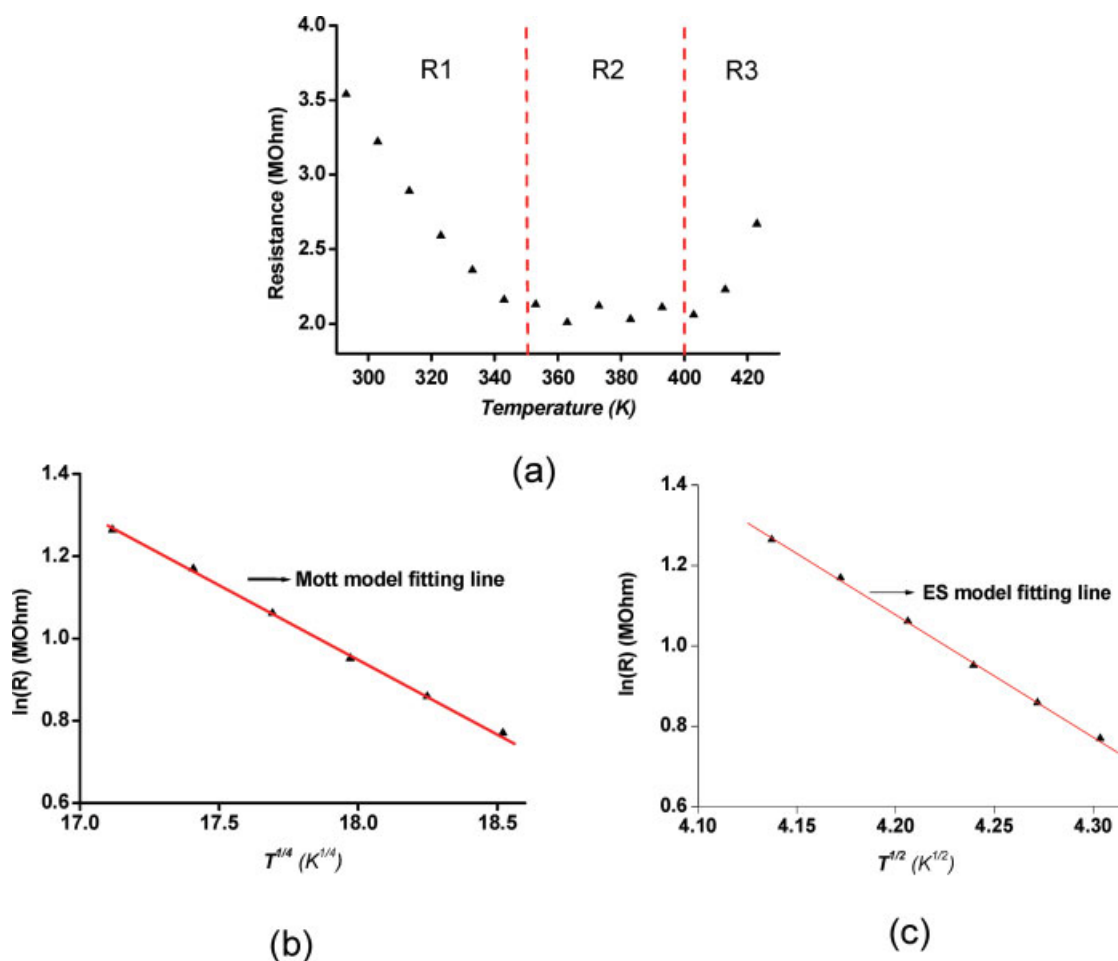 4.0
3.5
3.0
2.5
2.0
Resistance (MOhm)
R1 R2 R3
300 320 340 360 380 400 420
Temperature (K)
(a)
1.4
1.2
1.0
0.8
0.6
ln(R) (MOhm)
Mott model fitting line
17.0 17.5 18.0 18.5
T^{1/4} (K^{1/4})
(b)
1.4
1.2
1.0
0.8
0.6
ln(R) (MOhm)
ES model fitting line
4.10 4.15 4.20 4.25 4.30
T^{1/2} (K^{1/2})
(c)